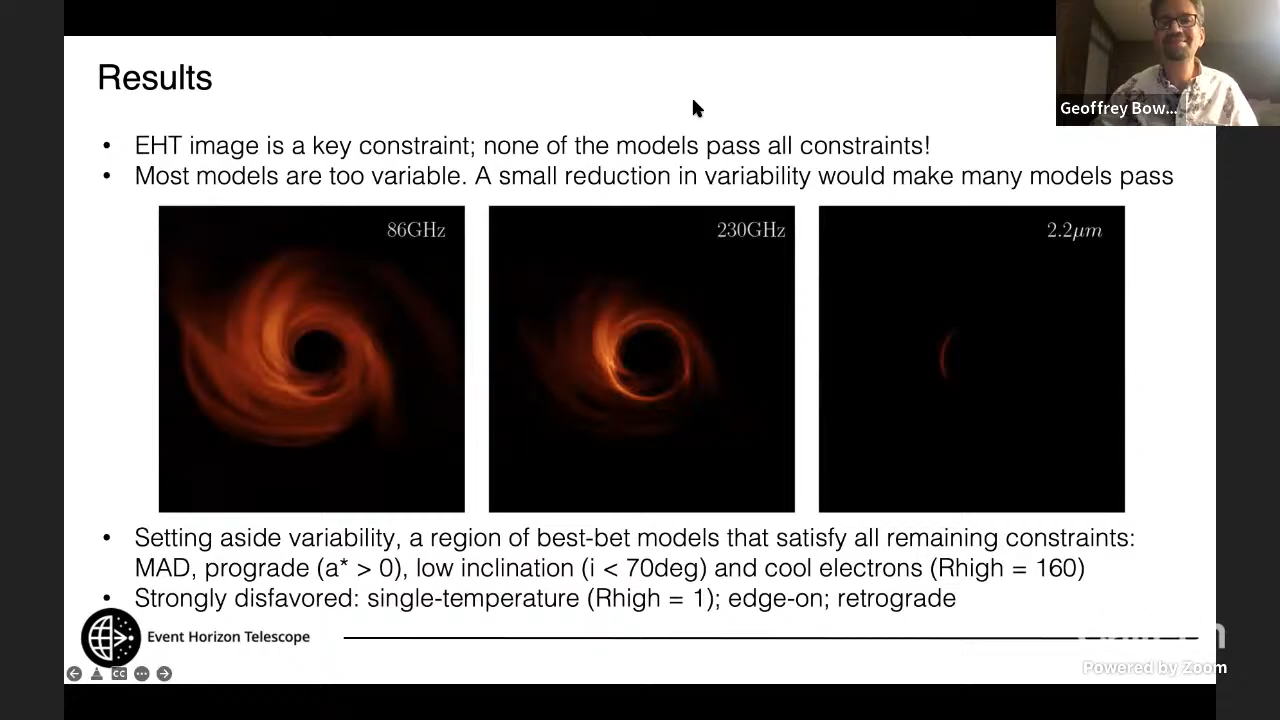 Results
Geoffrey Bow...
• EHT image is a key constraint; none of the models pass all constraints!
• Most models are too variable. A small reduction in variability would make many models pass
86GHz
230GHz
2.2μm
• Setting aside variability, a region of best-bet models that satisfy all remaining constraints:
MAD, prograde (a* > 0), low inclination (i < 70deg) and cool electrons (Rhigh = 160)
• Strongly disfavored: single-temperature (Rhigh = 1); edge-on; retrograde
Event Horizon Telescope
CC
Powered by Zoom